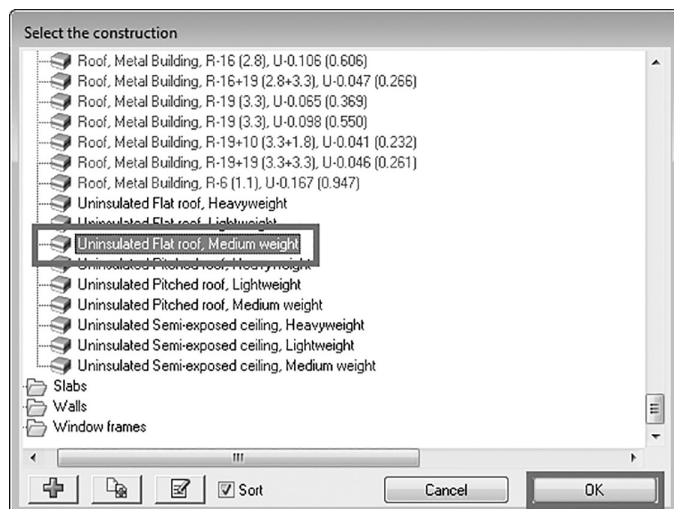 Select the construction
Roof, Metal Building, R-16 (2.8), U-0.106 (0.606)
Roof, Metal Building, R-16+19 (2.8+3.3), U-0.047 (0.266)
Roof, Metal Building, R-19 (3.3), U-0.065 (0.369)
Roof, Metal Building, R-19 (3.3), U-0.098 (0.550)
Roof, Metal Building, R-19+10 (3.3+1.8), U-0.041 (0.232)
Roof, Metal Building, R-19+19 (3.3+3.3), U-0.046 (0.261)
Roof, Metal Building, R-6 (1.1), U-0.167 (0.947)
Uninsulated Flat roof, Heavyweight
Uninsulated Flat roof, Lightweight
Uninsulated Flat roof, Medium weight
Uninsulated Pitched roof, Heavyweight
Uninsulated Pitched roof, Lightweight
Uninsulated Pitched roof, Medium weight
Uninsulated Semi-exposed ceiling, Heavyweight
Uninsulated Semi-exposed ceiling, Lightweight
Uninsulated Semi-exposed ceiling, Medium weight
Slabs
Walls
Window frames
Sort Cancel OK